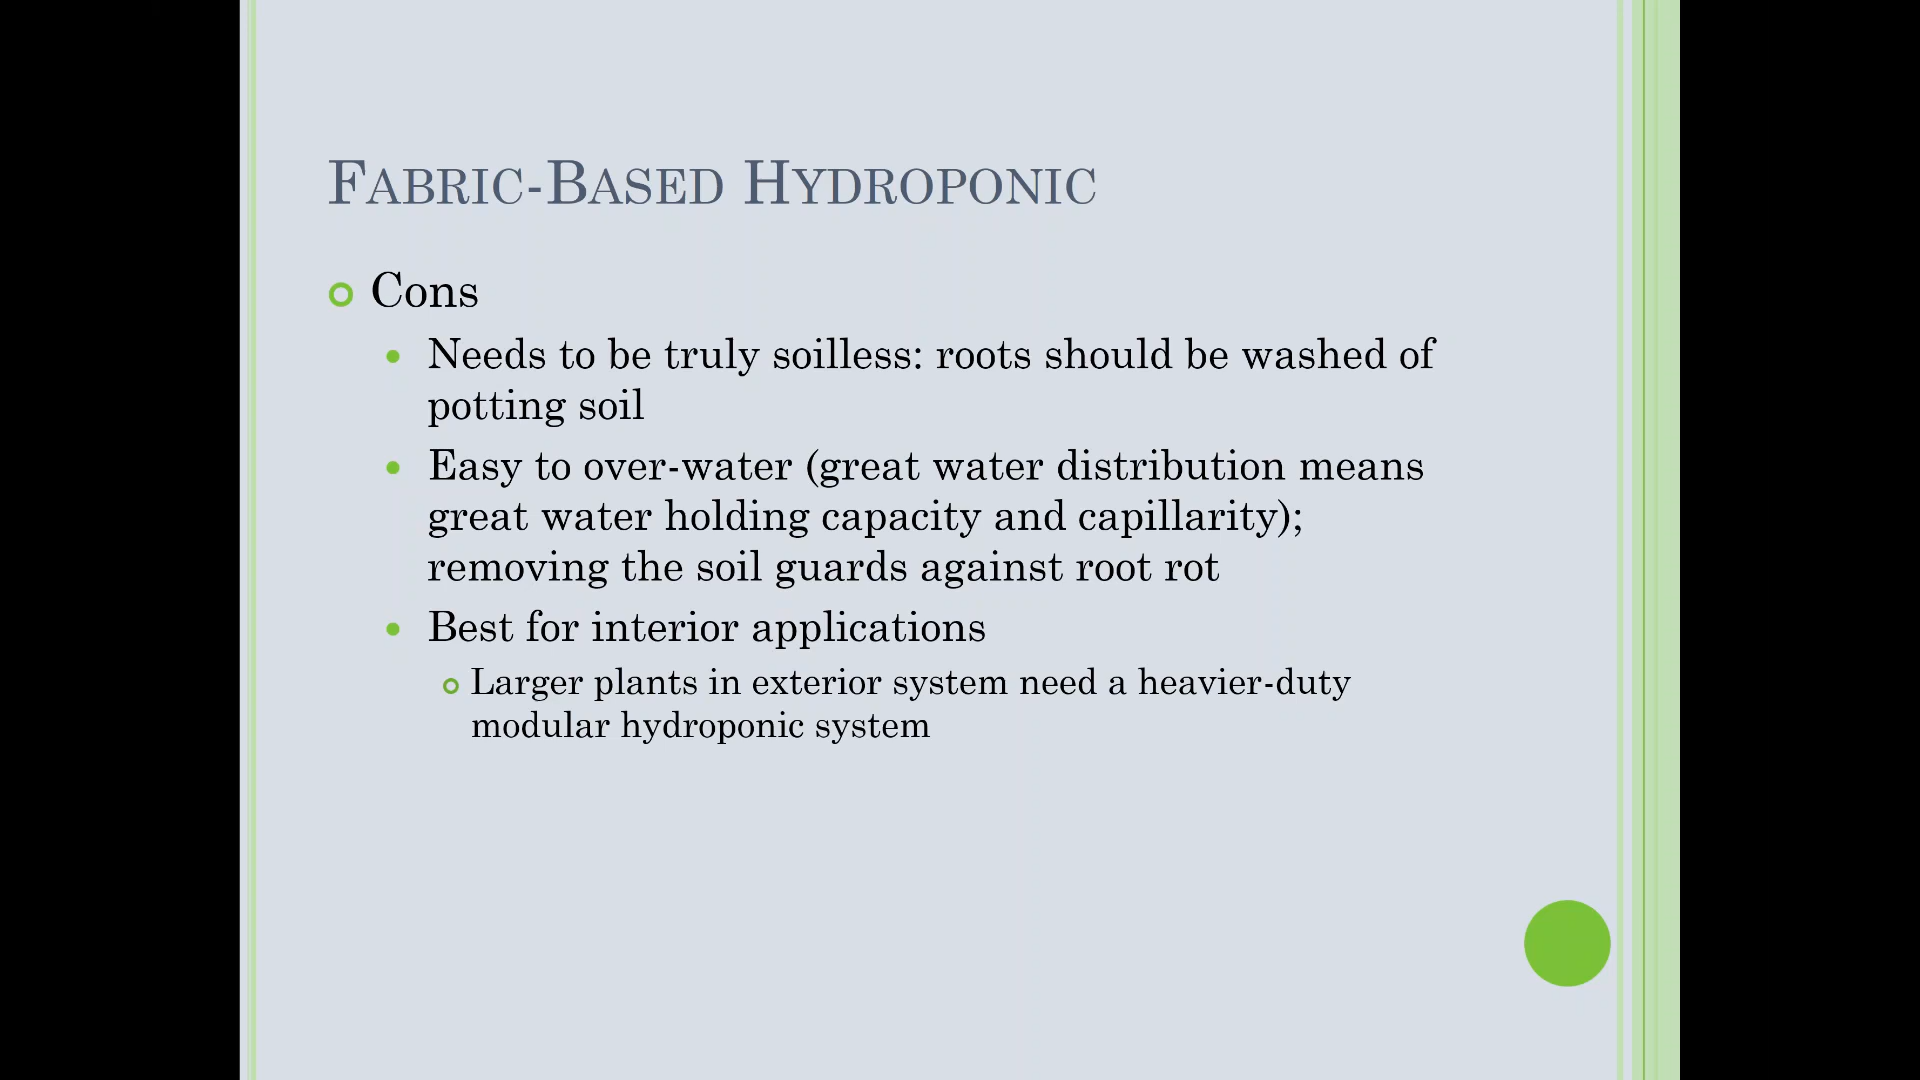 Fabric-Based Hydroponic
Cons
Needs to be truly soilless: roots should be washed of
potting soil
Easy to over-water (great water distribution means
great water holding capacity and capillarity);
removing the soil guards against root rot
Best for interior applications
Larger plants in exterior system need a heavier-duty
modular hydroponic system